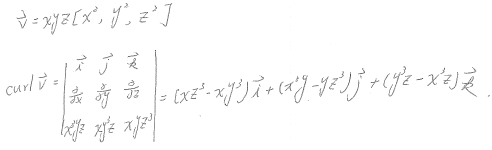 v⃗ = xyz[x², y², z²]
curl v⃗ = | i⃗ j⃗ k⃗ |
| ∂/∂x ∂/∂y ∂/∂z | = (xz³ - xy³) i⃗ + (x³y - yz³) j⃗ + (y³z - x³z) k⃗ .
| x³yz xy³z xyz³ |